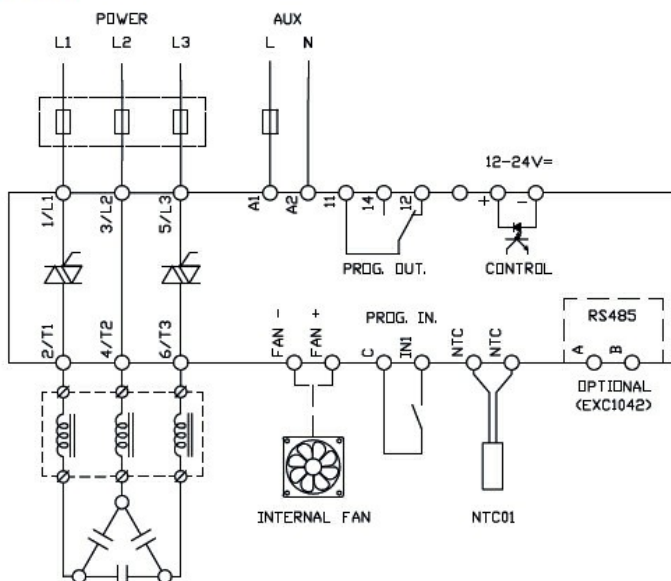 POWER AUX
L1 L2 L3 L N
12-24V=
1/L1 3/L2 5/L3 A1 A2 11 14 12 + -
PROG. OUT. CONTROL
2/T1 4/T2 6/T3 FAN - FAN + PROG. IN. C IN1 NTC NTC RS485 A B
OPTIONAL
(EXC1042)
INTERNAL FAN NTC01